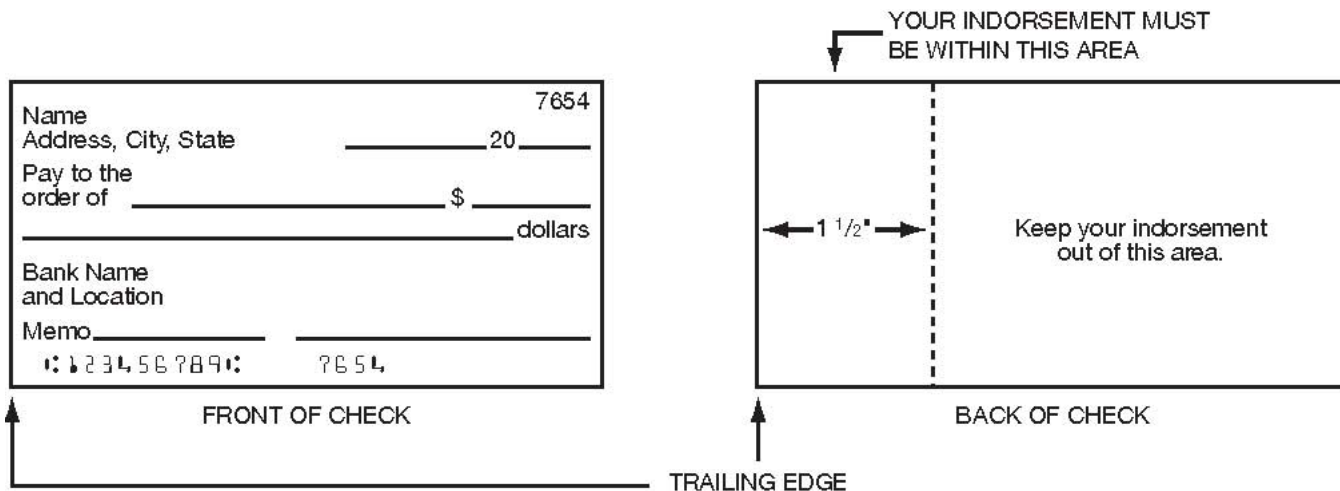 YOUR INDORSEMENT MUST
BE WITHIN THIS AREA
7654
Name
Address, City, State 20
Pay to the
order of $
dollars
Bank Name
and Location
Memo
⑆123456789⑆ 7654
FRONT OF CHECK
1 1/2"
Keep your indorsement
out of this area.
BACK OF CHECK
TRAILING EDGE